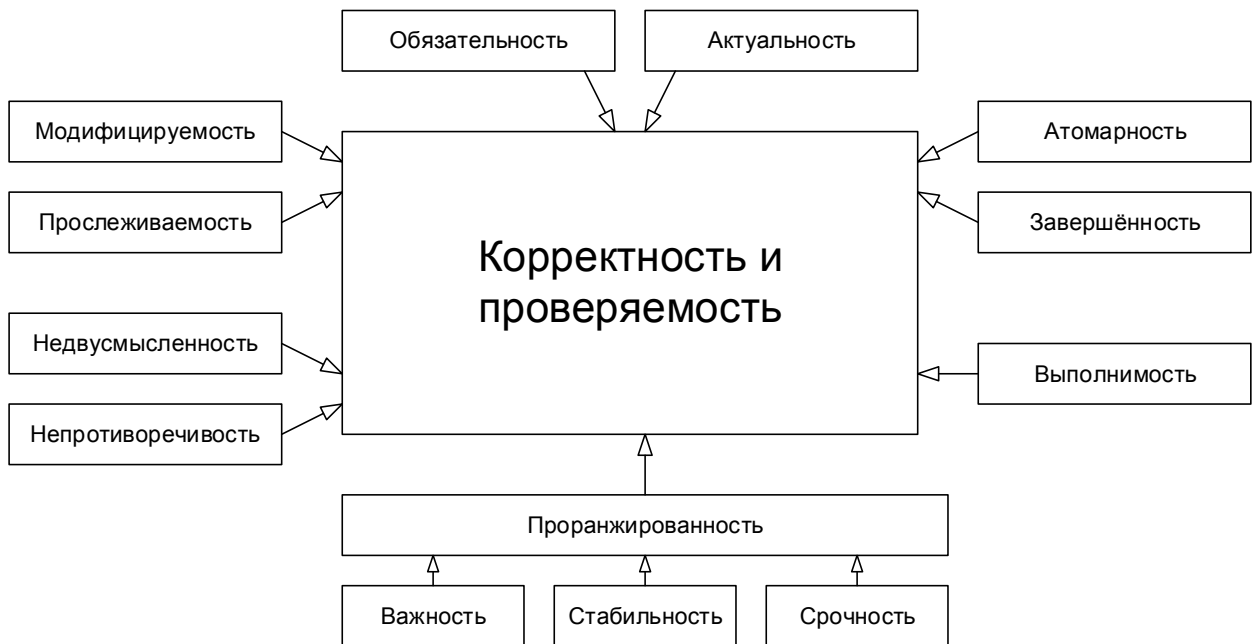 Обязательность
Актуальность
Модифицируемость
Атомарность
Прослеживаемость
Завершённость
Корректность и
проверяемость
Недвусмысленность
Выполнимость
Непротиворечивость
Проранжированность
Важность
Стабильность
Срочность